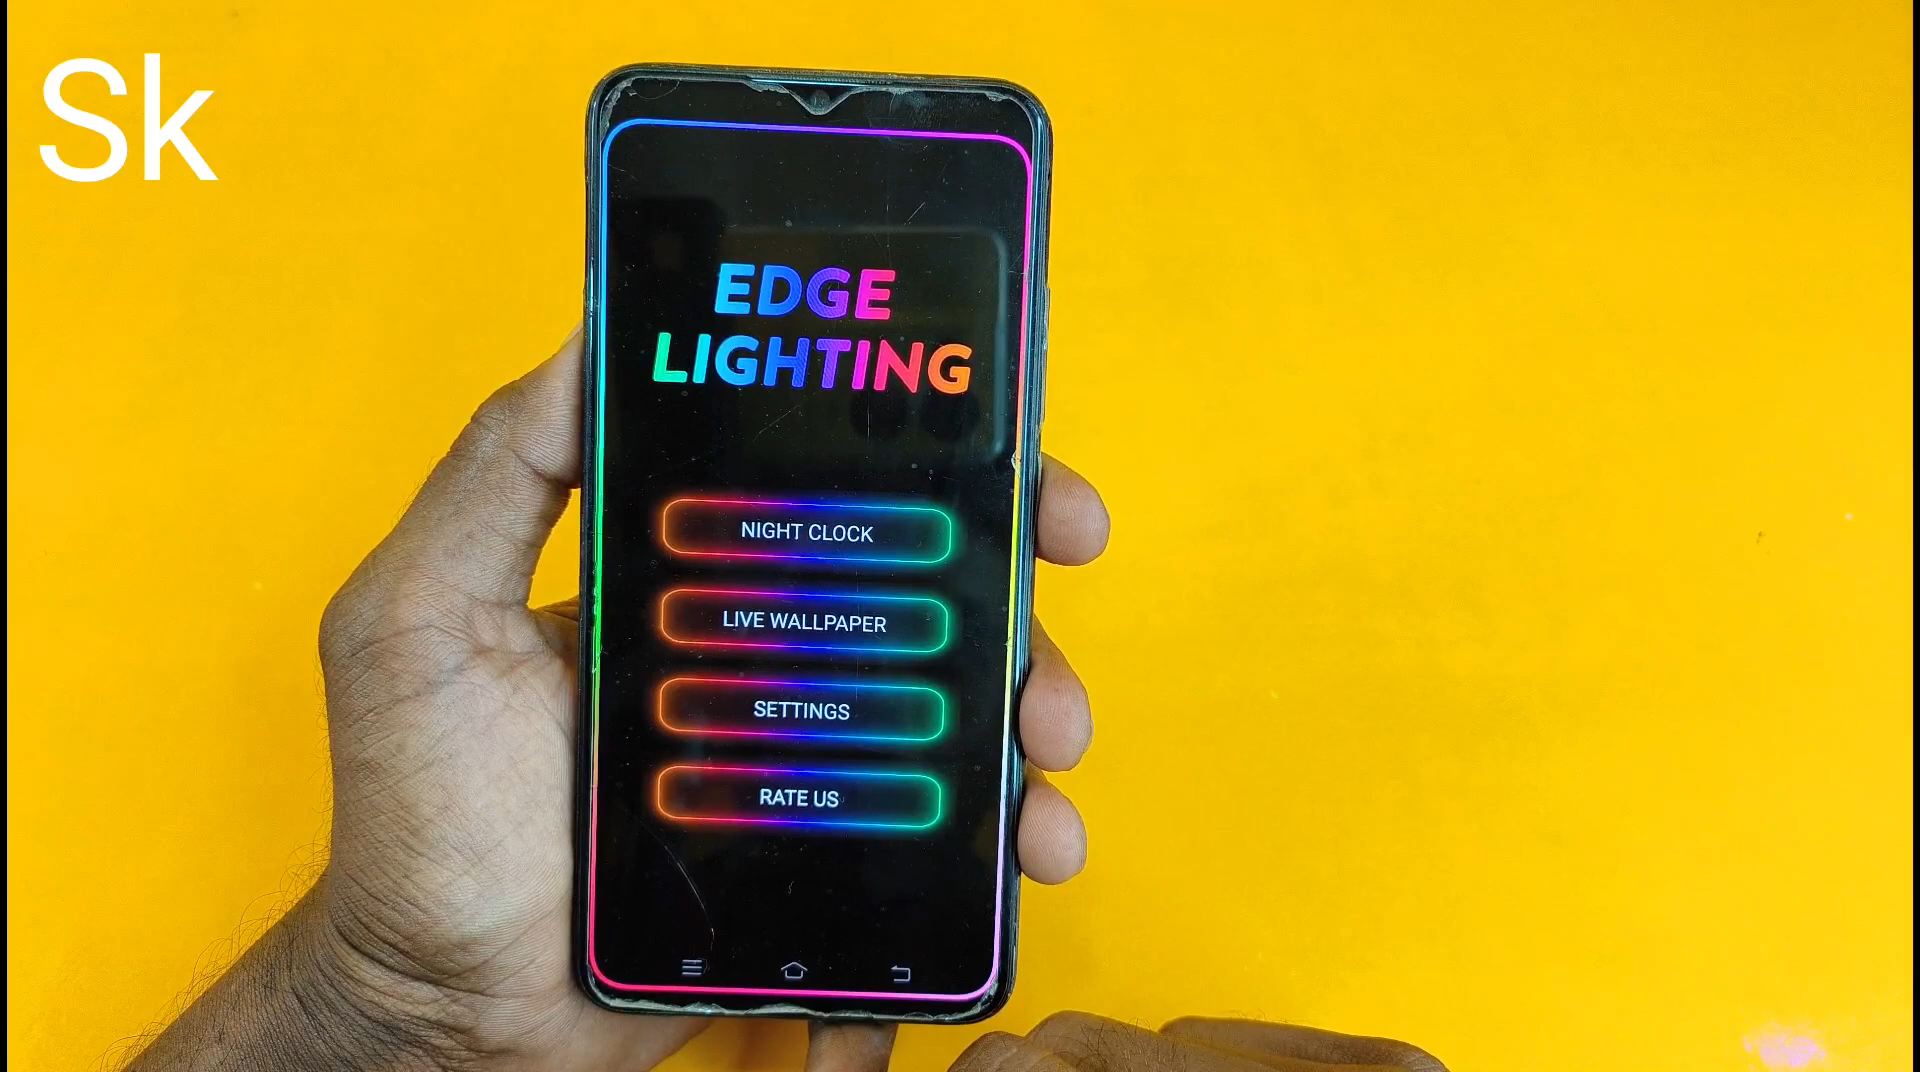 Sk
EDGE
LIGHTING
NIGHT CLOCK
LIVE WALLPAPER
SETTINGS
RATE US